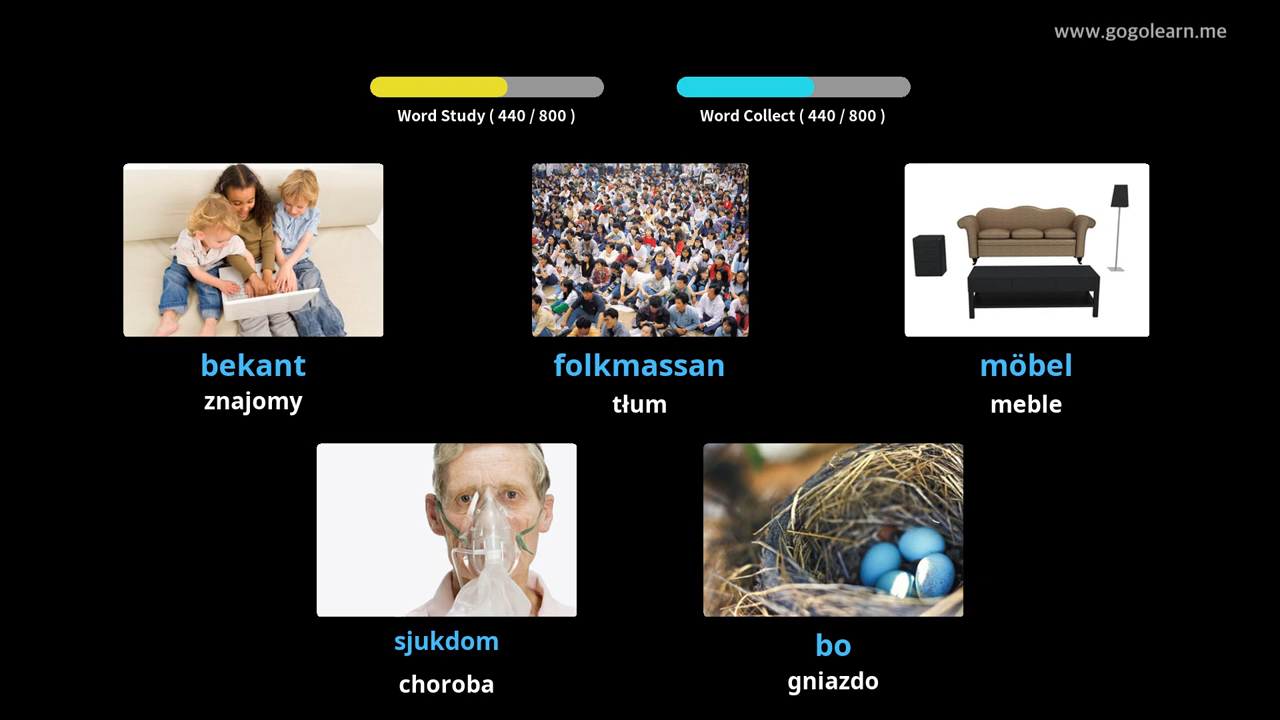 www.gogolearn.me
Word Study ( 440 / 800 )
Word Collect ( 440 / 800 )
bekant
znajomy
folkmassan
tłum
möbel
meble
sjukdom
choroba
bo
gniazdo